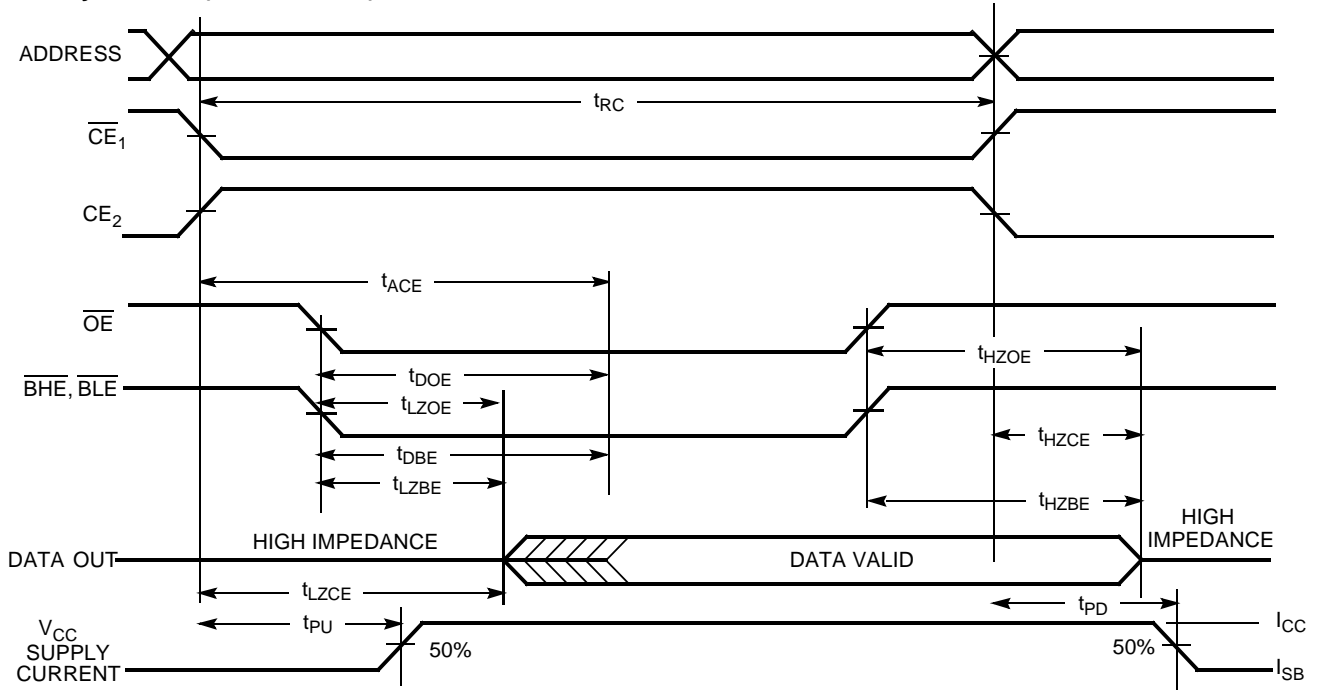 ADDRESS
tRC
CE1
CE2
tACE
OE
tHZOE
tDOE
BHE, BLE
tLZOE
tHZCE
tDBE
tLZBE
tHZBE
HIGH
IMPEDANCE
HIGH IMPEDANCE
DATA OUT
DATA VALID
tLZCE
tPD
tPU
ICC
VCC
SUPPLY
CURRENT
50%
50%
ISB